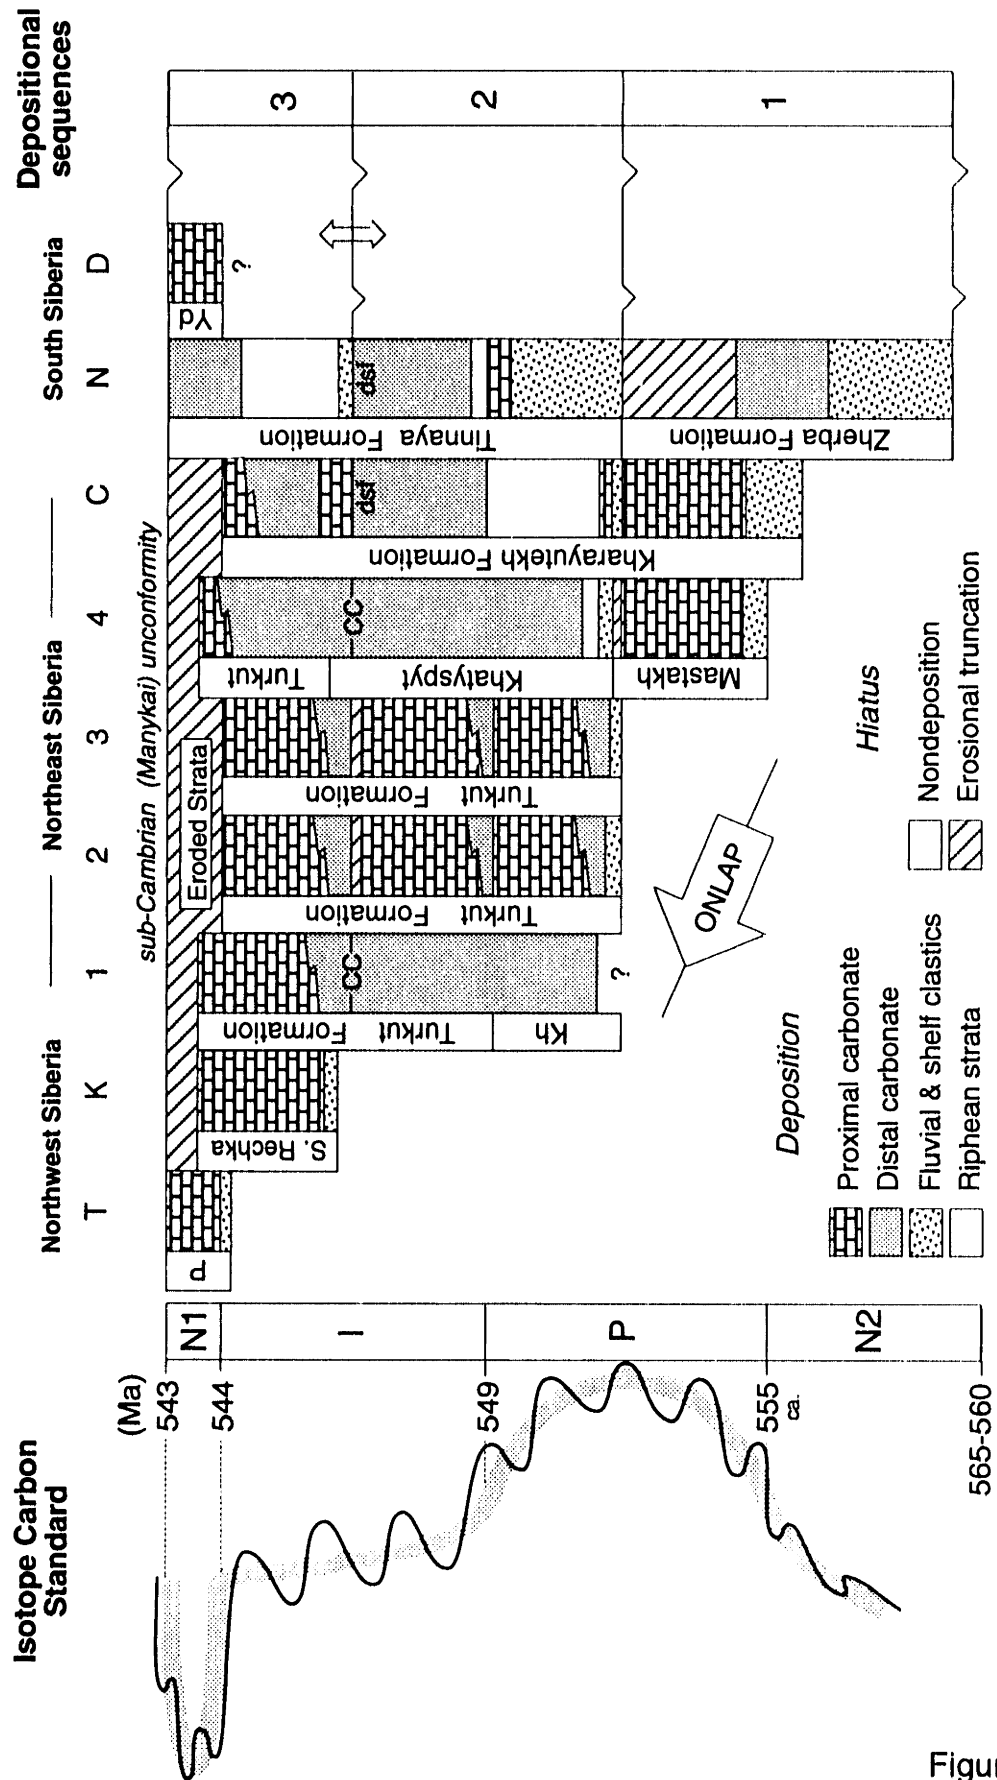 Isotope Carbon
Standard
Northwest Siberia
Northeast Siberia
South Siberia
Depositional
sequences
T
K
1
2
3
4
C
N
D
sub-Cambrian (Manykai) unconformity
(Ma)
543
544
549
555
ca.
565-560
N1
I
P
N2
P
S. Rechka
Turkut Formation
Kh
Turkut Formation
Turkut Formation
Turkut
Khatyspyt
Mastakh
Kharayutekh Formation
Tinnaya Formation
Zherba Formation
Yd
Eroded Strata
CC
CC
dsf
dsf
?
?
3
2
1
ONLAP
Deposition
Proximal carbonate
Distal carbonate
Fluvial & shelf clastics
Riphean strata
Hiatus
Nondeposition
Erosional truncation
Figur